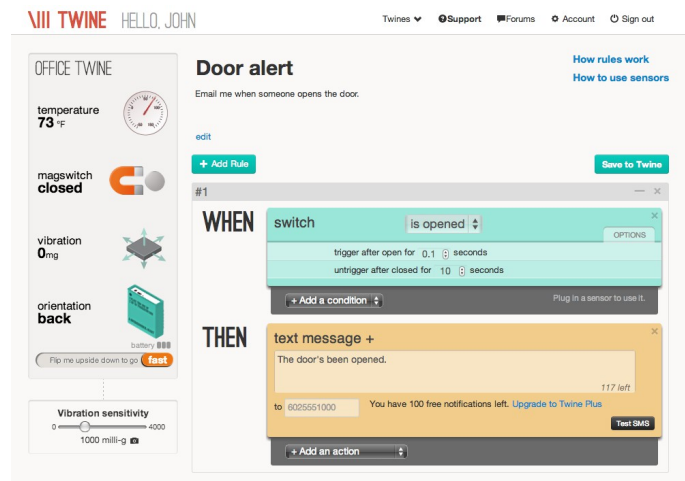 TWINE HELLO, JOHN
Twines Support Forums Account Sign out
OFFICE TWINE
temperature
73 °F
magswitch
closed
vibration
0mg
orientation
back
battery
Flip me upside down to go fast
Vibration sensitivity
0 4000
1000 milli-g
Door alert
Email me when someone opens the door.
edit
How rules work
How to use sensors
+ Add Rule
Save to Twine
#1
WHEN
switch is opened
OPTIONS
trigger after open for 0.1 seconds
untrigger after closed for 10 seconds
+ Add a condition
Plug in a sensor to use it.
THEN
text message +
The door's been opened.
117 left
to 6025551000 You have 100 free notifications left. Upgrade to Twine Plus
Test SMS
+ Add an action